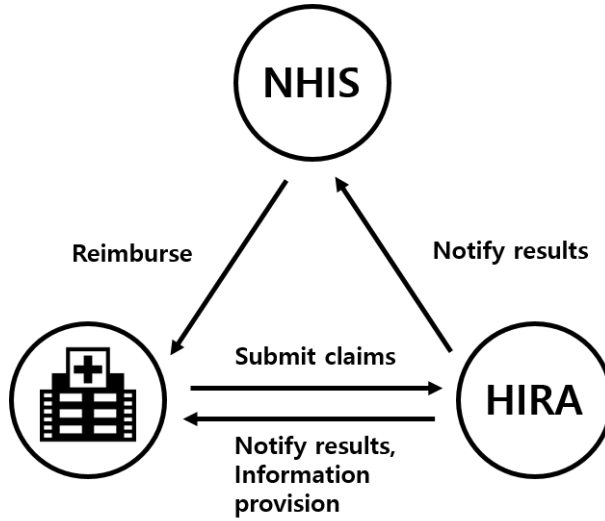 NHIS
Reimburse
Notify results
Submit claims
HIRA
Notify results,
Information
provision